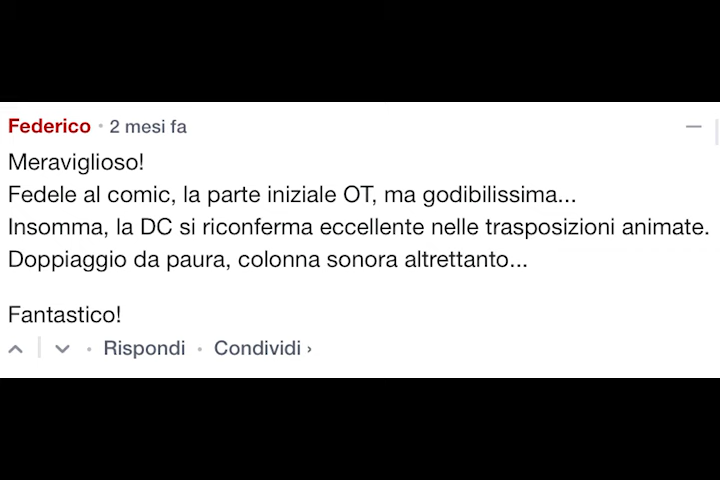 Federico • 2 mesi fa
Meraviglioso!
Fedele al comic, la parte iniziale OT, ma godibilissima...
Insomma, la DC si riconferma eccellente nelle trasposizioni animate.
Doppiaggio da paura, colonna sonora altrettanto...
Fantastico!
• Rispondi • Condividi ›